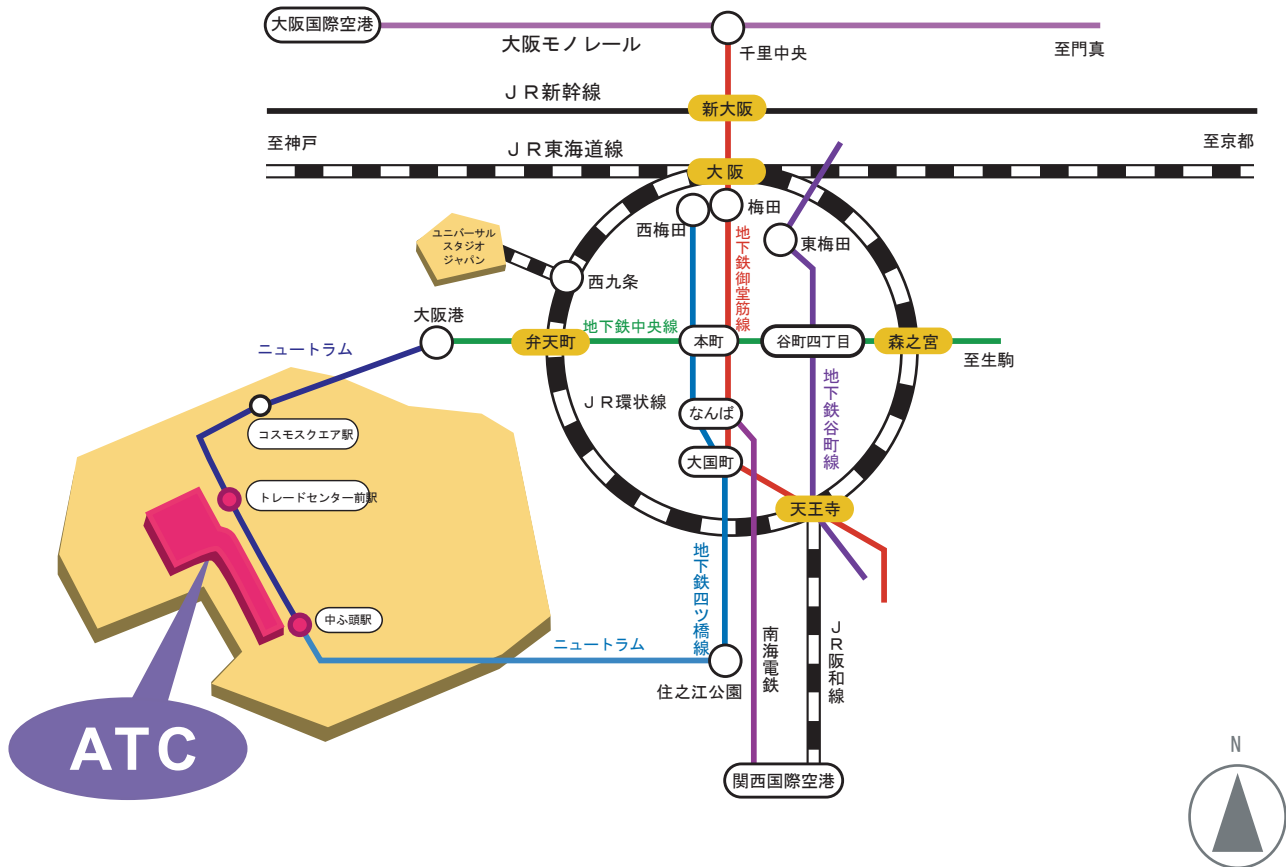 大阪国際空港
大阪モノレール
千里中央
至門真
ＪＲ新幹線
新大阪
至神戸
ＪＲ東海道線
至京都
大阪
西梅田
梅田
東梅田
ユニバーサル
スタジオ
ジャパン
西九条
地下鉄御堂筋線
大阪港
地下鉄中央線
弁天町
本町
谷町四丁目
森之宮
至生駒
ニュートラム
コスモスクエア駅
ＪＲ環状線
なんば
地下鉄谷町線
大国町
トレードセンター前駅
天王寺
地下鉄四ツ橋線
中ふ頭駅
ニュートラム
住之江公園
南海電鉄
ＪＲ阪和線
ATC
関西国際空港
N